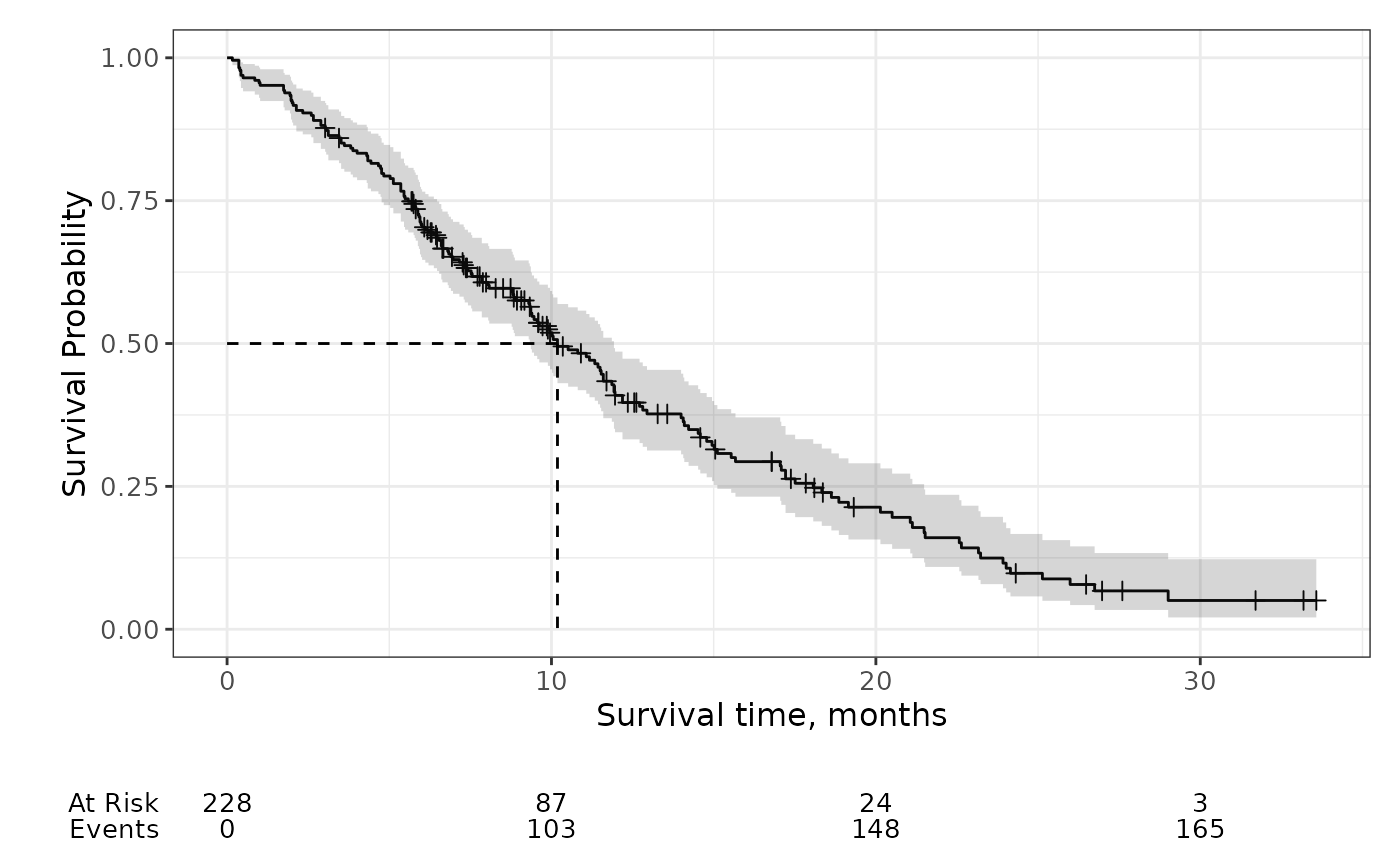 1.00
0.75
0.50
0.25
0.00
Survival Probability
0 10 20 30
Survival time, months
At Risk 228 87 24 3
Events 0 103 148 165